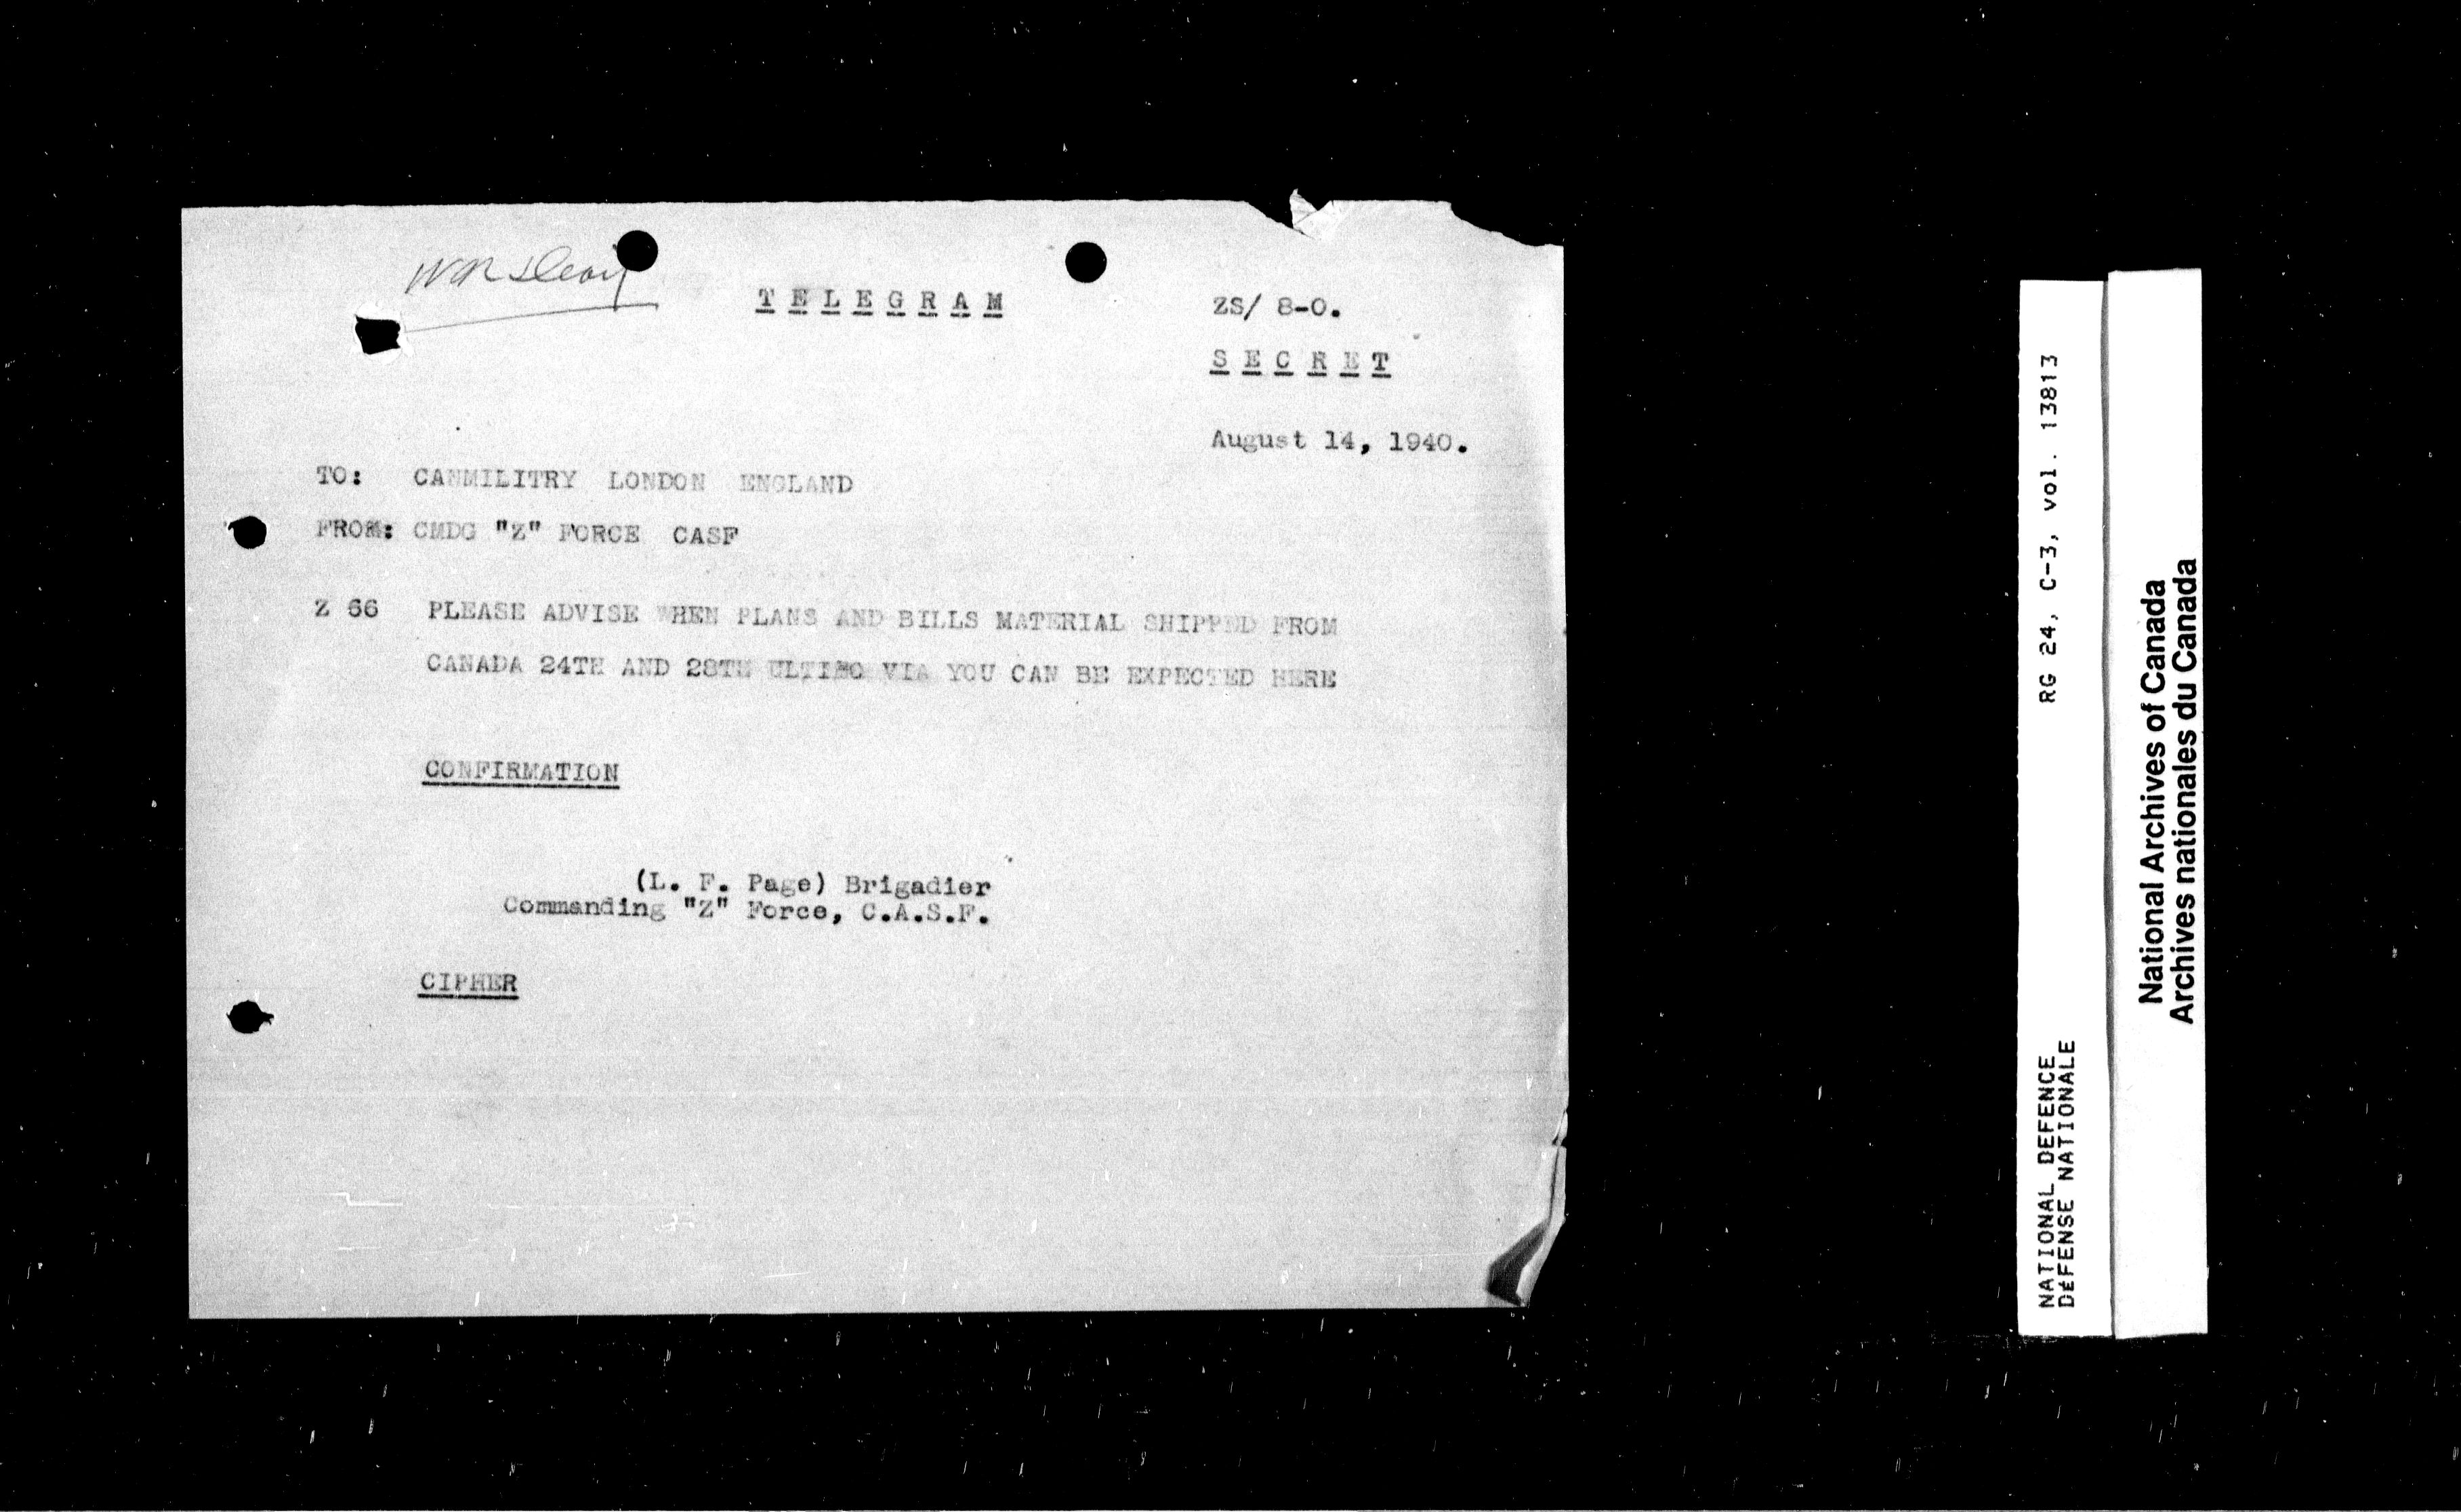 TELEGRAM
ZS/ 8-0.
SECRET
August 14, 1940.
TO: CANMILITRY LONDON ENGLAND
FROM: CMDG "Z" FORCE CASF
Z 66 PLEASE ADVISE WHEN PLANS AND BILLS MATERIAL SHIPPED FROM
CANADA 24TH AND 28TH ULTIMO VIA YOU CAN BE EXPECTED HERE
CONFIRMATION
(L. F. Page) Brigadier
Commanding "Z" Force, C.A.S.F.
CIPHER
RG 24, C-3, vol. 13813
NATIONAL DEFENCE
DéFENSE NATIONALE
National Archives of Canada
Archives nationales du Canada